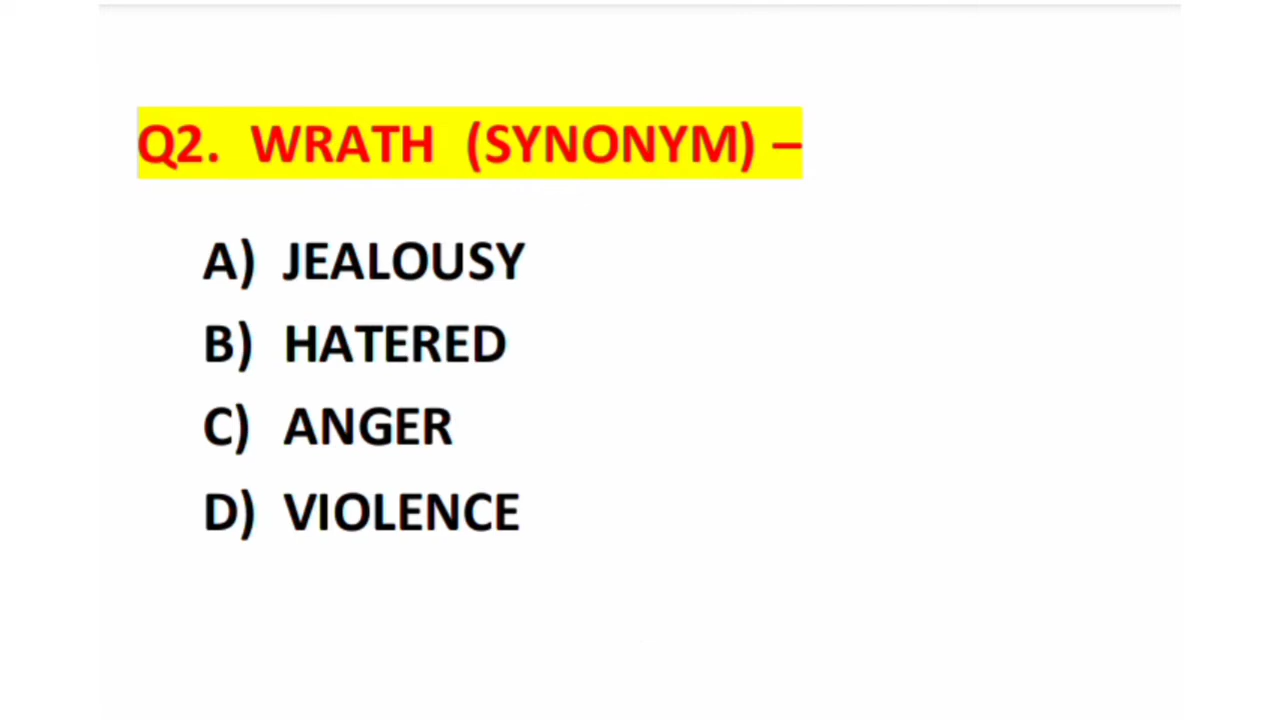 Q2. WRATH (SYNONYM) –
A) JEALOUSY
B) HATERED
C) ANGER
D) VIOLENCE